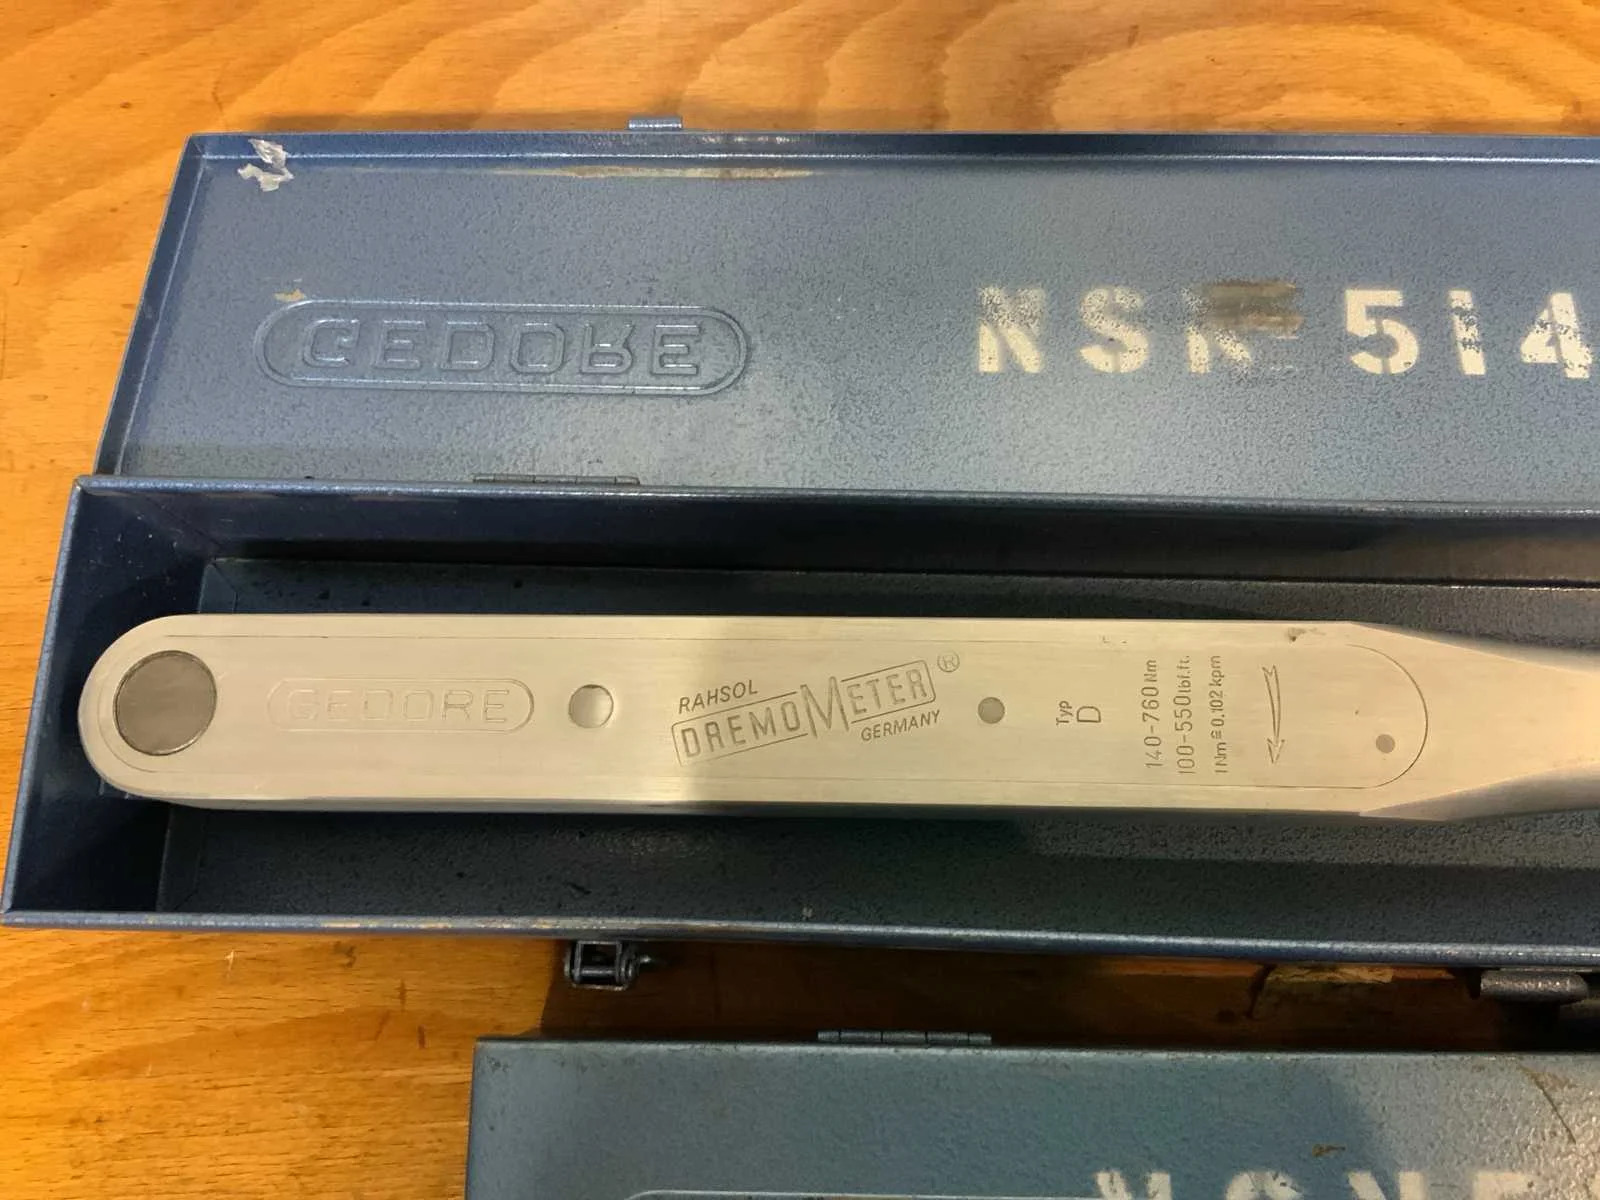 GEDORE
NSK 514
GEDORE
RAHSOL
DREMOMETER ®
GERMANY
Typ
D
140-760 Nm
100-550 lbf.ft.
1 Nm ≙ 0,102 kpm